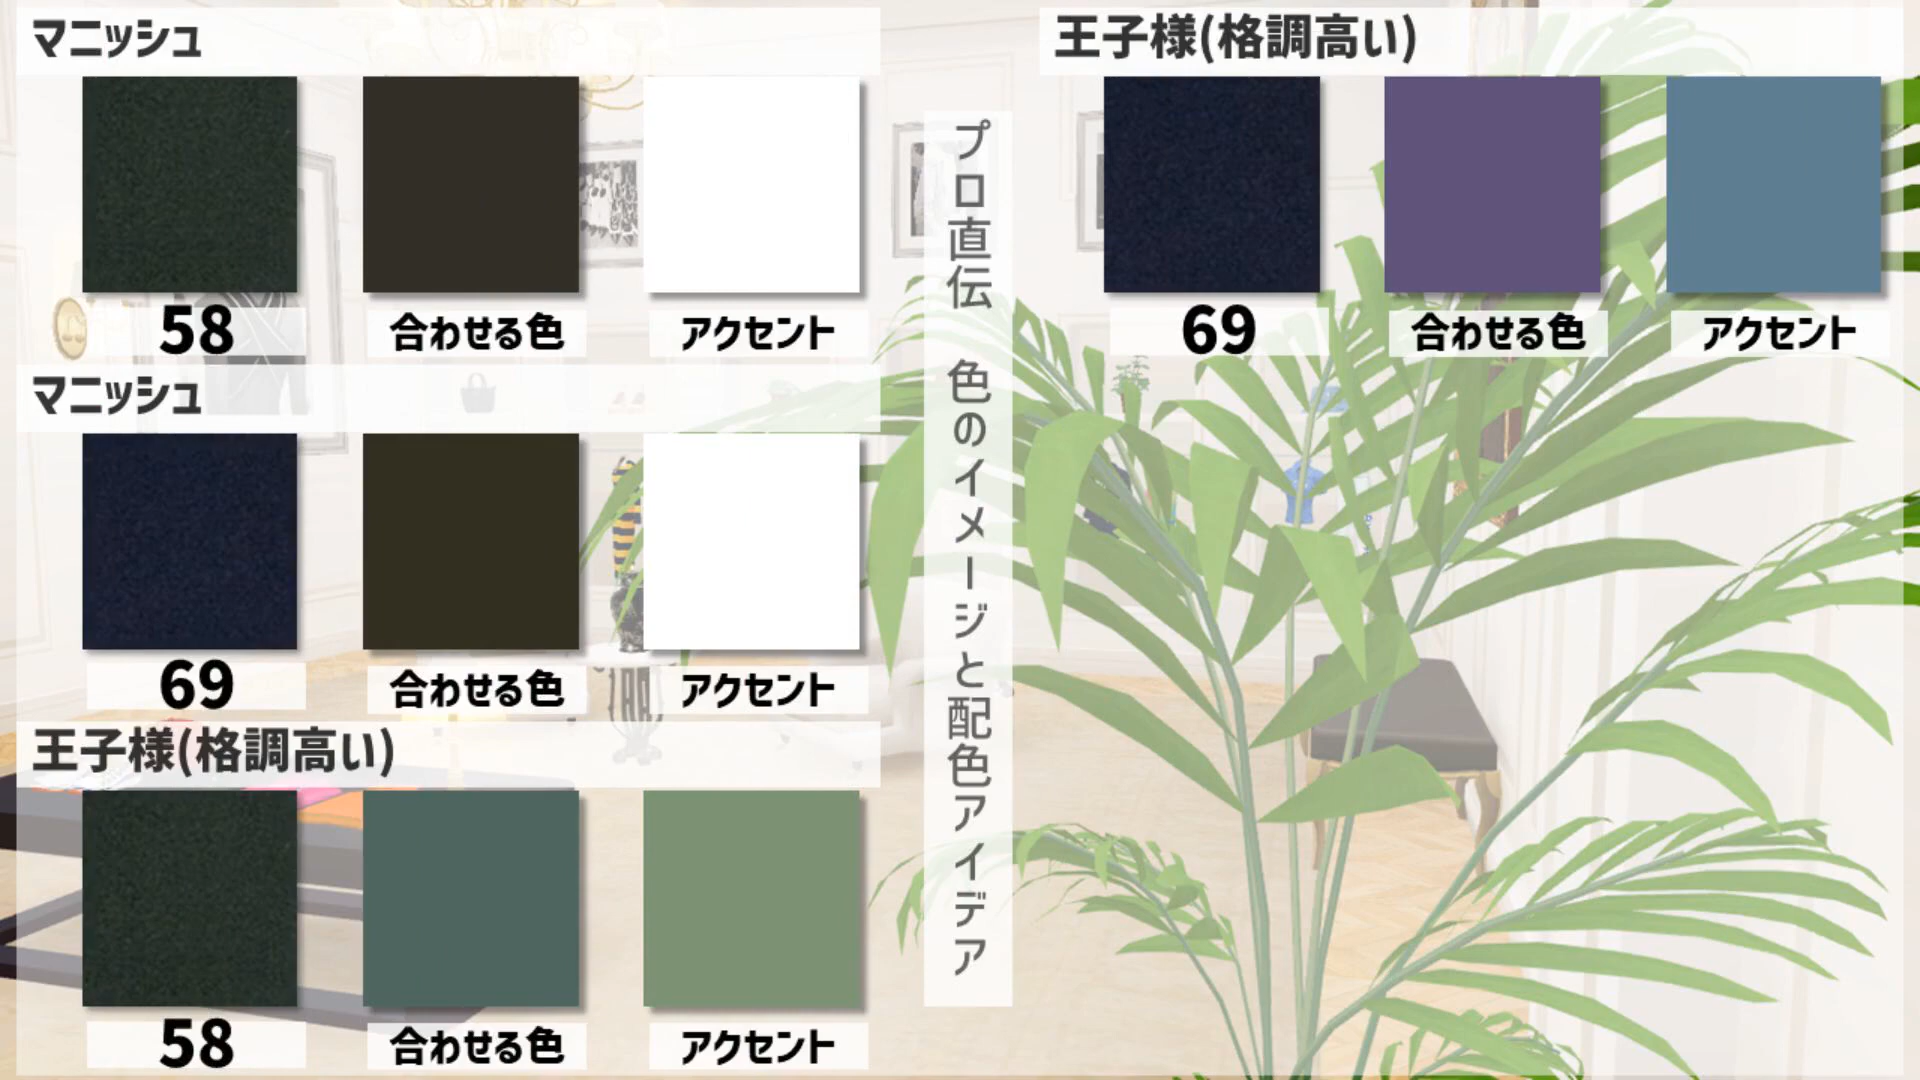 マニッシュ
58
合わせる色
アクセント
マニッシュ
69
合わせる色
アクセント
王子様(格調高い)
58
合わせる色
アクセント
プロ直伝 色のイメージと配色アイデア
王子様(格調高い)
69
合わせる色
アクセント